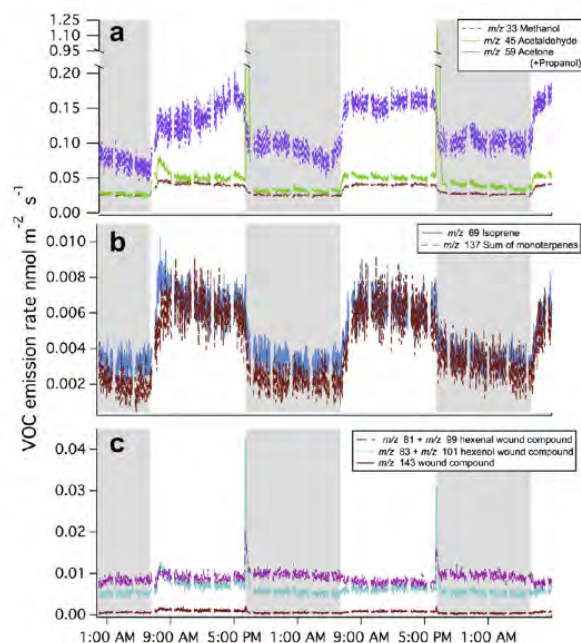 a
1.25
1.10
0.95
0.20
0.15
0.10
0.05
0.00
m/z 33 Methanol
m/z 45 Acetaldehyde
m/z 59 Acetone
(+Propanol)
b
0.010
0.008
0.006
0.004
0.002
m/z 69 Isoprene
m/z 137 Sum of monoterpenes
VOC emission rate nmol m⁻² s⁻¹
c
0.04
0.03
0.02
0.01
0.00
m/z 81 + m/z 99 hexenal wound compound
m/z 83 + m/z 101 hexenol wound compound
m/z 143 wound compound
1:00 AM 9:00 AM 5:00 PM 1:00 AM 9:00 AM 5:00 PM 1:00 AM